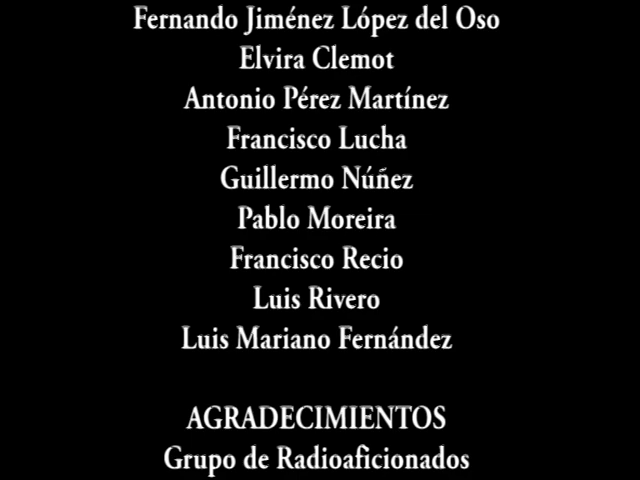 Fernando Jiménez López del Oso
Elvira Clemot
Antonio Pérez Martínez
Francisco Lucha
Guillermo Núñez
Pablo Moreira
Francisco Recio
Luis Rivero
Luis Mariano Fernández
AGRADECIMIENTOS
Grupo de Radioaficionados